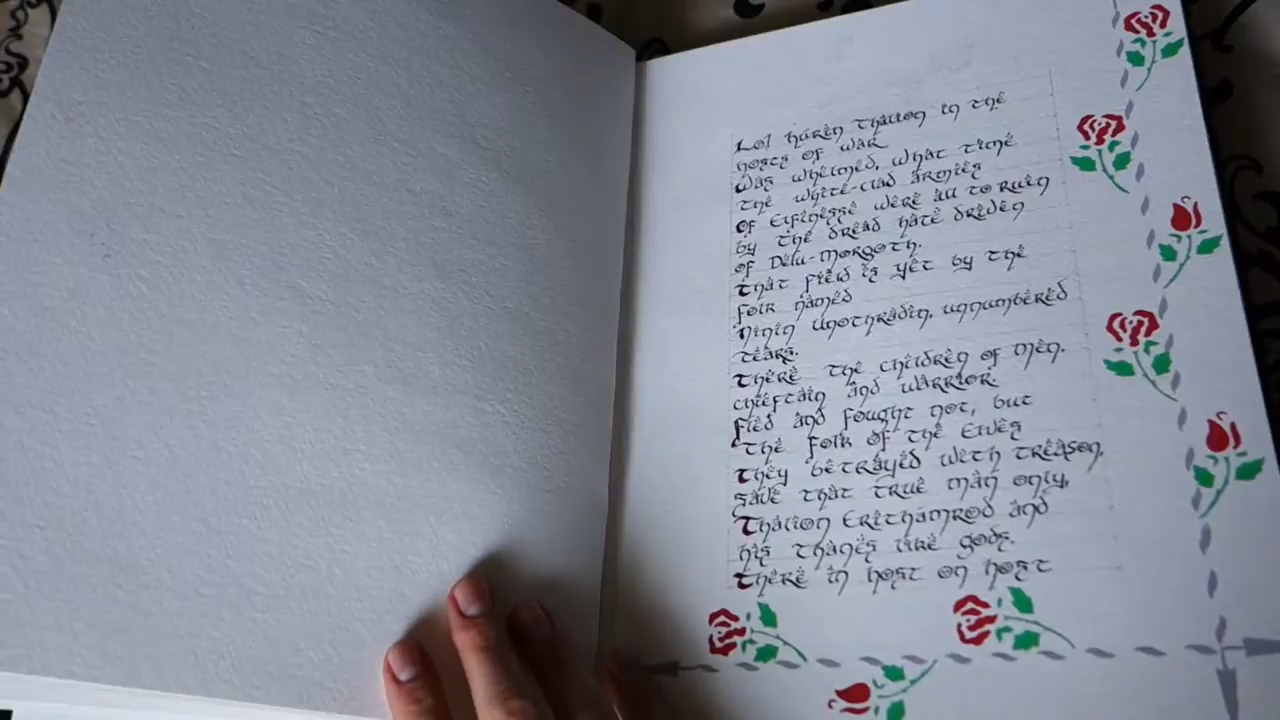 Lo! Húrin Thalion in the
hosts of war
Was whelmed, what time
the white-clad armies
of Elfinesse were all to ruin
by the dread hate driven
of Delu-Morgoth.
That field is yet by the
folk named
Ninin Unothradin, Unnumbered
Tears.
There the children of Men,
chieftain and warrior
fled and fought not, but
the folk of the Elves
they betrayed with treason,
save that true man only,
Thalion Erithámrod and
his thanes like gods.
There in host on host